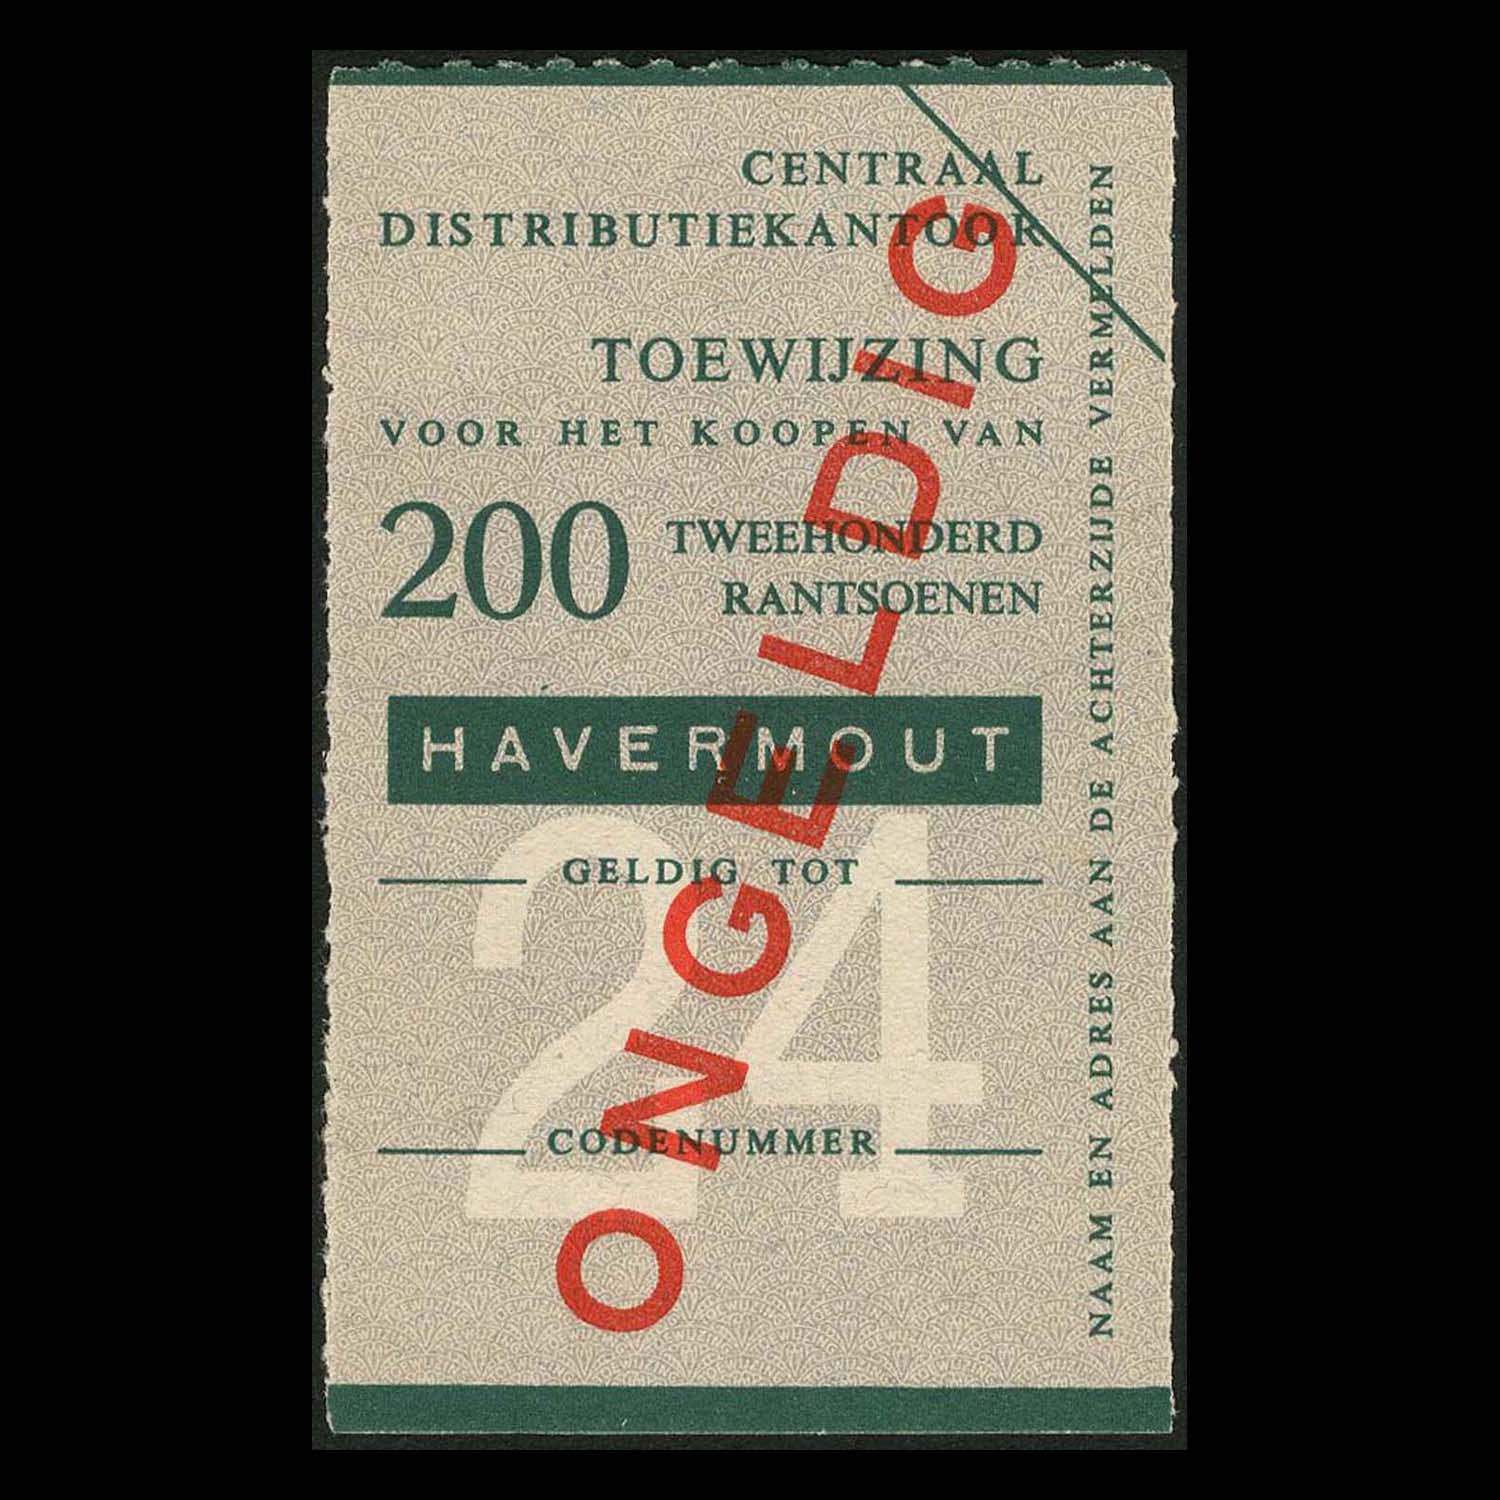 CENTRAAL
DISTRIBUTIEKANTOOR
TOEWIJZING
VOOR HET KOOPEN VAN
200 TWEEHONDERD
RANTSOENEN
HAVERMOUT
GELDIG TOT
24
CODENUMMER
ONGELDIG
NAAM EN ADRES AAN DE ACHTERZIJDE VERMELDEN